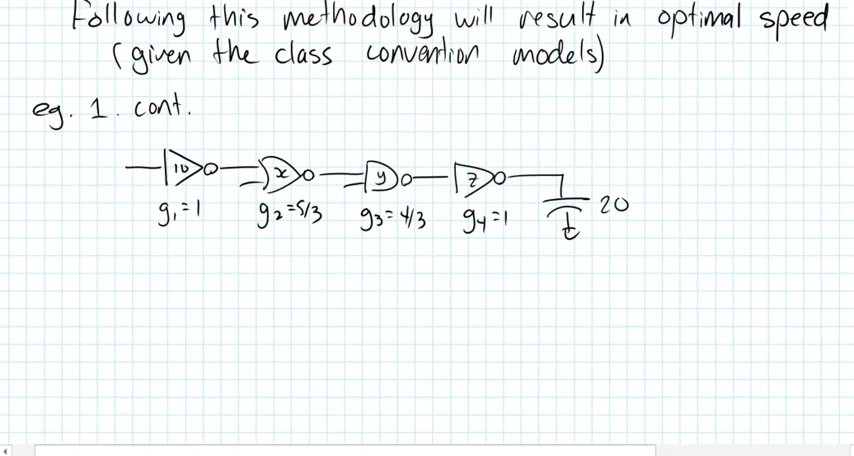 Following this methodology will result in optimal speed
(given the class convention models)
eg. 1. cont.
10 x y z 20
g₁=1 g₂=5/3 g₃=4/3 g₄=1